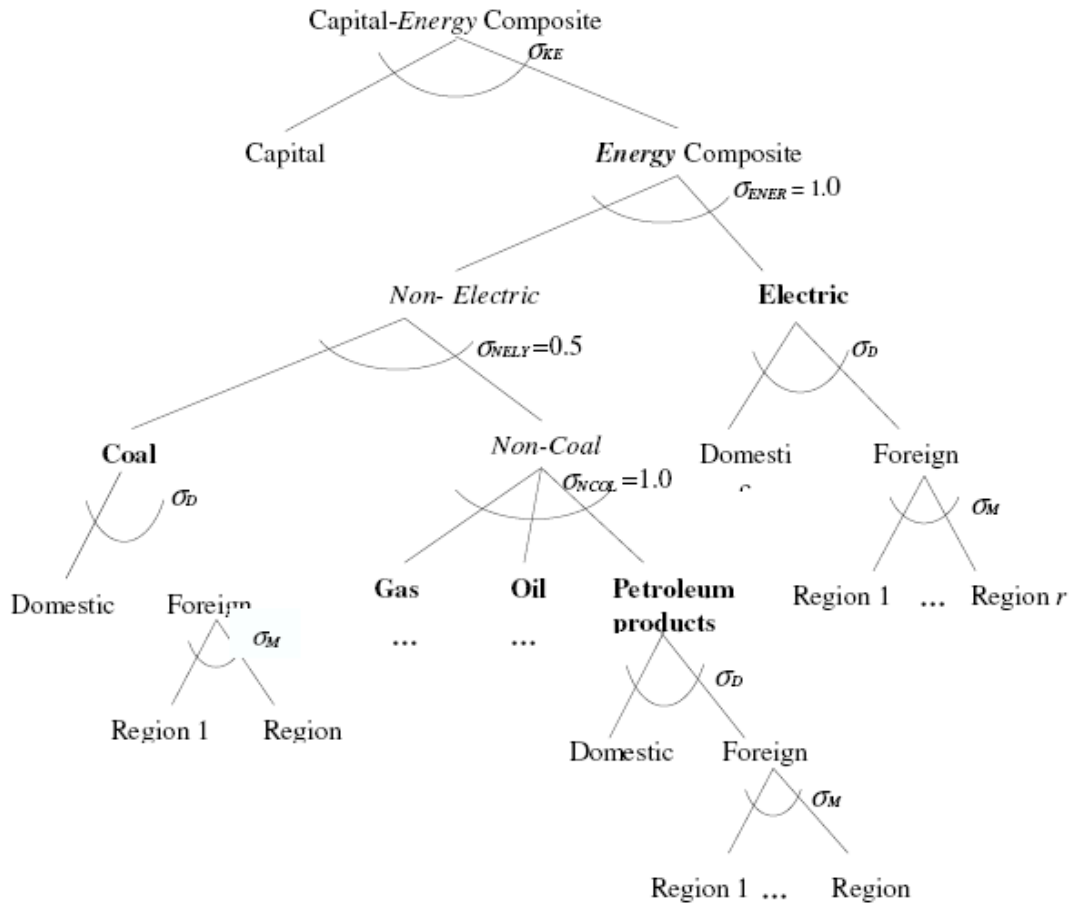 Capital-Energy Composite
σKE
Capital
Energy Composite
σENER = 1.0
Non- Electric
Electric
σNELY=0.5
σD
Coal
Non-Coal
Domesti
Foreign
σD
σNCOL=1.0
σM
Domestic
Foreign
Gas
Oil
Petroleum
products
Region 1 ... Region r
...
...
σM
σD
Region 1
Region
Domestic
Foreign
σM
Region 1 ... Region